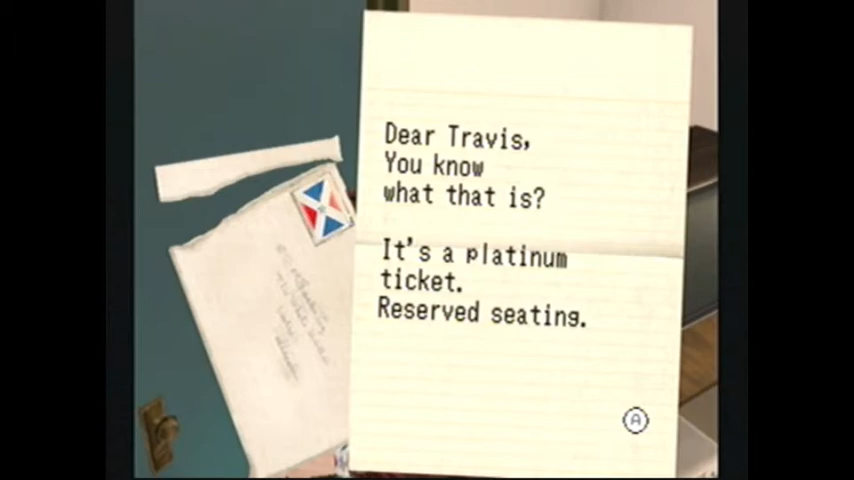 Dear Travis,
You know
what that is?
It's a platinum
ticket.
Reserved seating.
A